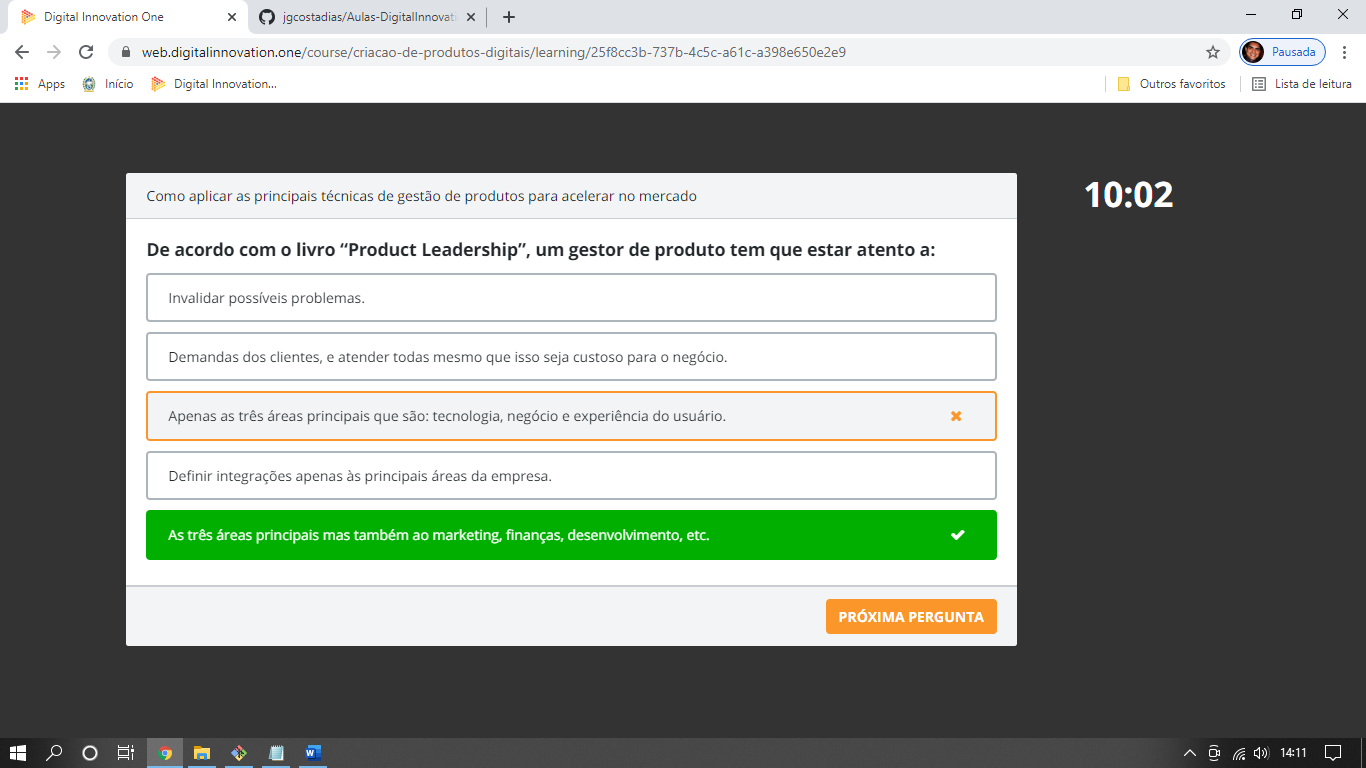 Digital Innovation One
jgcostadias/Aulas-DigitalInnovati
web.digitalinnovation.one/course/criacao-de-produtos-digitais/learning/25f8cc3b-737b-4c5c-a61c-a398e650e2e9
Pausada
Apps
Início
Digital Innovation...
Outros favoritos
Lista de leitura
Como aplicar as principais técnicas de gestão de produtos para acelerar no mercado
10:02
De acordo com o livro “Product Leadership”, um gestor de produto tem que estar atento a:
Invalidar possíveis problemas.
Demandas dos clientes, e atender todas mesmo que isso seja custoso para o negócio.
Apenas as três áreas principais que são: tecnologia, negócio e experiência do usuário.
Definir integrações apenas às principais áreas da empresa.
As três áreas principais mas também ao marketing, finanças, desenvolvimento, etc.
PRÓXIMA PERGUNTA
14:11